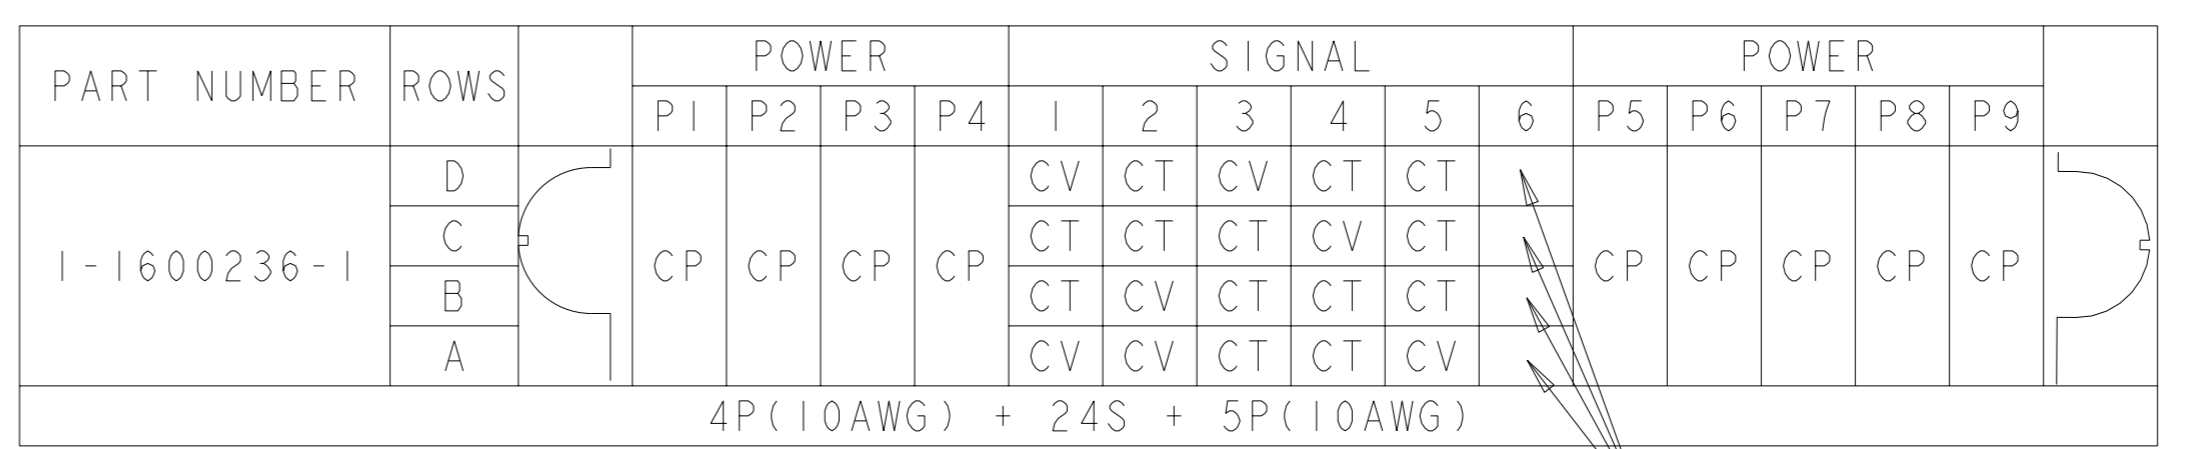 POWER SIGNAL POWER
PART NUMBER ROWS
P1 P2 P3 P4 1 2 3 4 5 6 P5 P6 P7 P8 P9
D CV CT CV CT CT
C CT CT CT CV CT
1-1600236-1 CP CP CP CP CP CP CP CP CP
B CT CV CT CT CT
A CV CV CT CT CV
4P(10AWG) + 24S + 5P(10AWG)